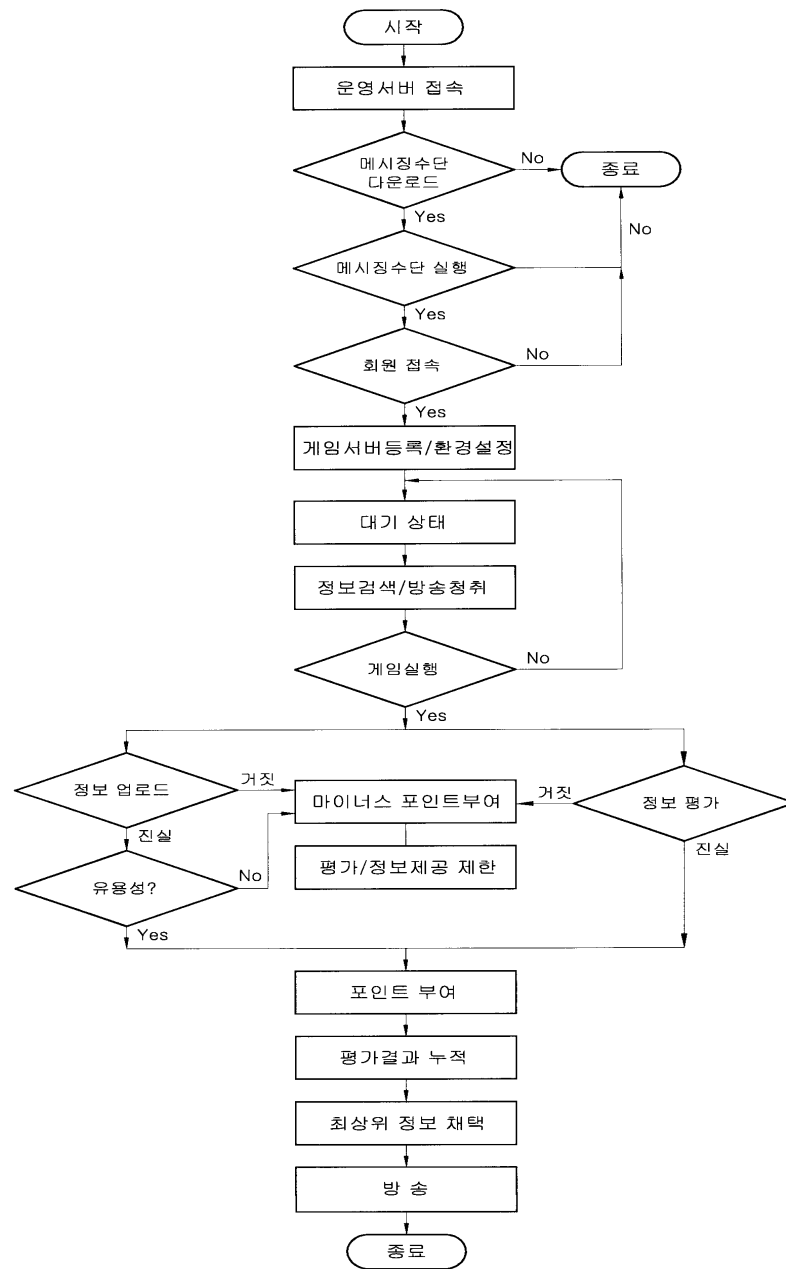 시작
운영서버 접속
메시징수단
다운로드
No
종료
Yes
No
메시징수단 실행
Yes
회원 접속
No
Yes
게임서버등록/환경설정
대기 상태
정보검색/방송청취
게임실행
No
Yes
정보 업로드
거짓
마이너스 포인트부여
거짓
정보 평가
진실
진실
평가/정보제공 제한
유용성?
No
Yes
포인트 부여
평가결과 누적
최상위 정보 채택
방 송
종료